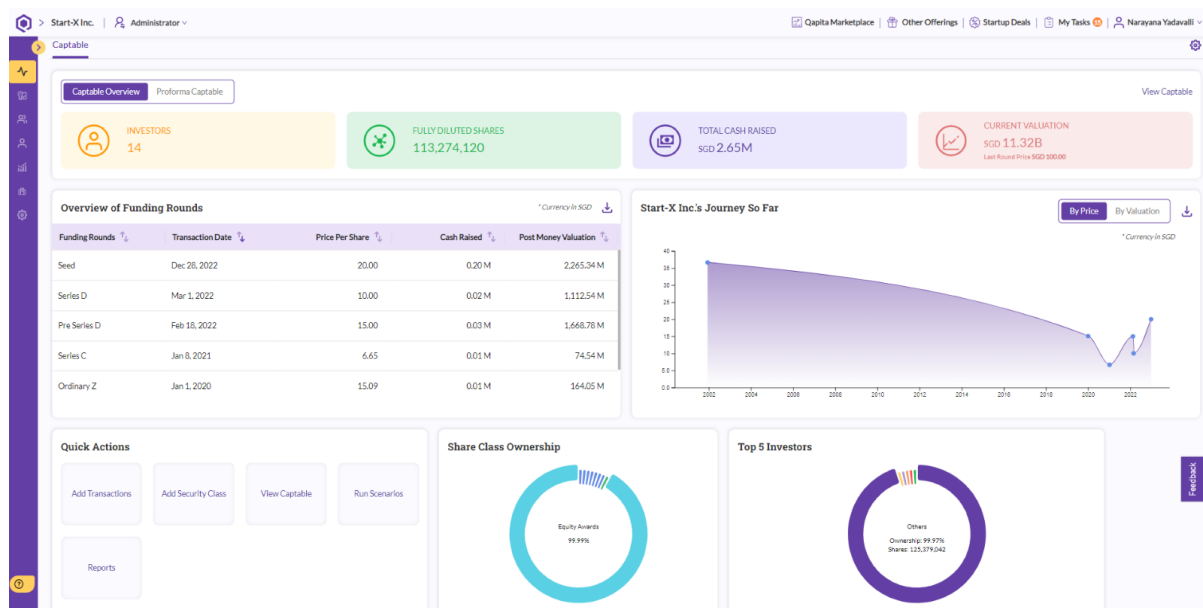 > Start-X Inc. | Administrator
Qapita Marketplace | Other Offerings | Startup Deals | My Tasks | Narayana Yadavalli
Captable
Captable Overview Proforma Captable
View Captable
INVESTORS
14
FULLY DILUTED SHARES
113,274,120
TOTAL CASH RAISED
SGD 2.65M
CURRENT VALUATION
SGD 11.32B
Last Round Price SGD 100.00
Overview of Funding Rounds
* Currency in SGD
Funding Rounds Transaction Date Price Per Share Cash Raised Post Money Valuation
Seed Dec 28, 2022 20.00 0.20 M 2,265.34 M
Series D Mar 1, 2022 10.00 0.02 M 1,112.54 M
Pre Series D Feb 18, 2022 15.00 0.03 M 1,668.78 M
Series C Jan 8, 2021 6.65 0.01 M 74.54 M
Ordinary Z Jan 1, 2020 15.09 0.01 M 164.05 M
Start-X Inc.'s Journey So Far
By Price By Valuation
* Currency in SGD
40
35
30
25
20
15
10
5.0
0.0
2002 2004 2006 2008 2010 2012 2014 2016 2018 2020 2022
Quick Actions
Add Transactions Add Security Class View Captable Run Scenarios
Reports
Share Class Ownership
Equity Awards
99.99%
Top 5 Investors
Others
Ownership: 99.97%
Shares: 125,379,042
Feedback